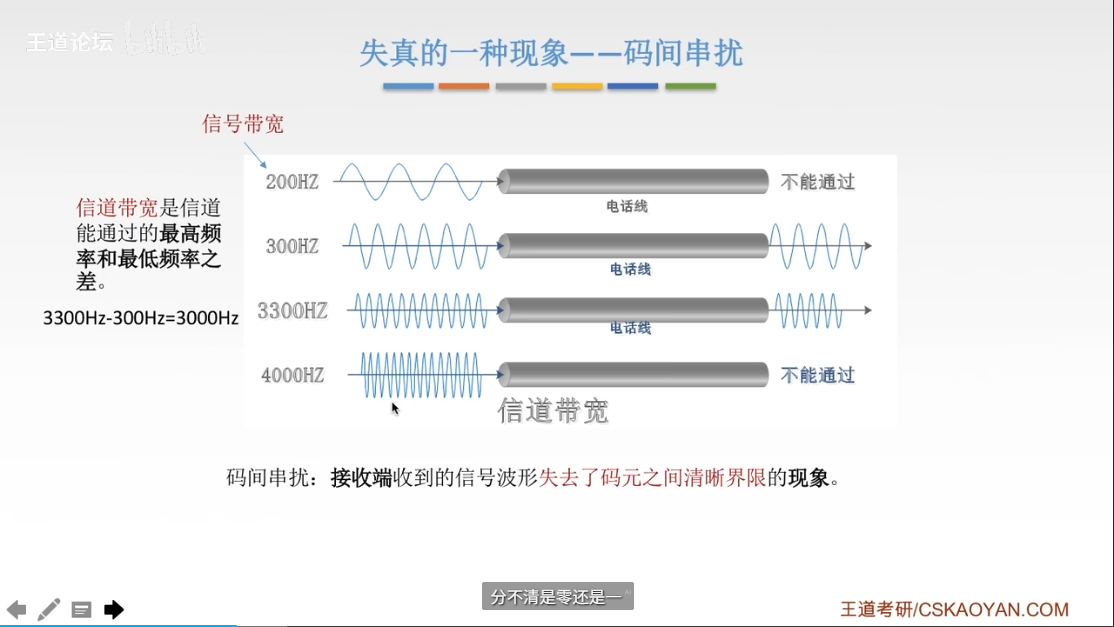 王道论坛
失真的一种现象——码间串扰
信号带宽
200HZ
不能通过
电话线
信道带宽是信道
能通过的最高频
率和最低频率之
差。
300HZ
电话线
3300Hz-300Hz=3000Hz
3300HZ
电话线
4000HZ
不能通过
信道带宽
码间串扰：接收端收到的信号波形失去了码元之间清晰界限的现象。
分不清是零还是一
王道考研/CSKAOYAN.COM